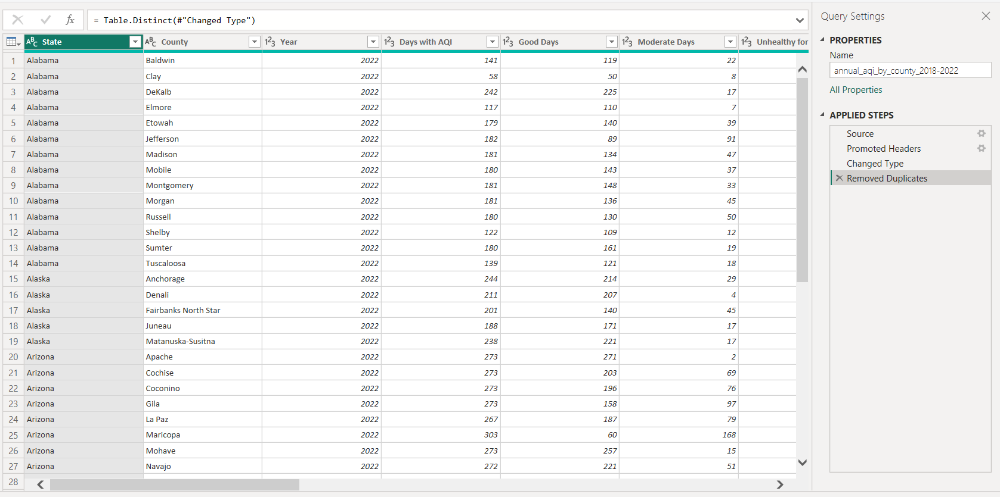 fx = Table.Distinct(#"Changed Type")
ABC State ABC County 123 Year 123 Days with AQI 123 Good Days 123 Moderate Days 123 Unhealthy for
1 Alabama Baldwin 2022 141 119 22
2 Alabama Clay 2022 58 50 8
3 Alabama DeKalb 2022 242 225 17
4 Alabama Elmore 2022 117 110 7
5 Alabama Etowah 2022 179 140 39
6 Alabama Jefferson 2022 182 89 91
7 Alabama Madison 2022 181 134 47
8 Alabama Mobile 2022 180 143 37
9 Alabama Montgomery 2022 181 148 33
10 Alabama Morgan 2022 181 136 45
11 Alabama Russell 2022 180 130 50
12 Alabama Shelby 2022 122 109 12
13 Alabama Sumter 2022 180 161 19
14 Alabama Tuscaloosa 2022 139 121 18
15 Alaska Anchorage 2022 244 214 29
16 Alaska Denali 2022 211 207 4
17 Alaska Fairbanks North Star 2022 201 140 45
18 Alaska Juneau 2022 188 171 17
19 Alaska Matanuska-Susitna 2022 238 221 17
20 Arizona Apache 2022 273 271 2
21 Arizona Cochise 2022 273 203 69
22 Arizona Coconino 2022 273 196 76
23 Arizona Gila 2022 273 158 97
24 Arizona La Paz 2022 267 187 79
25 Arizona Maricopa 2022 303 60 168
26 Arizona Mohave 2022 273 257 15
27 Arizona Navajo 2022 272 221 51
28
Query Settings
PROPERTIES
Name
annual_aqi_by_county_2018-2022
All Properties
APPLIED STEPS
Source
Promoted Headers
Changed Type
Removed Duplicates